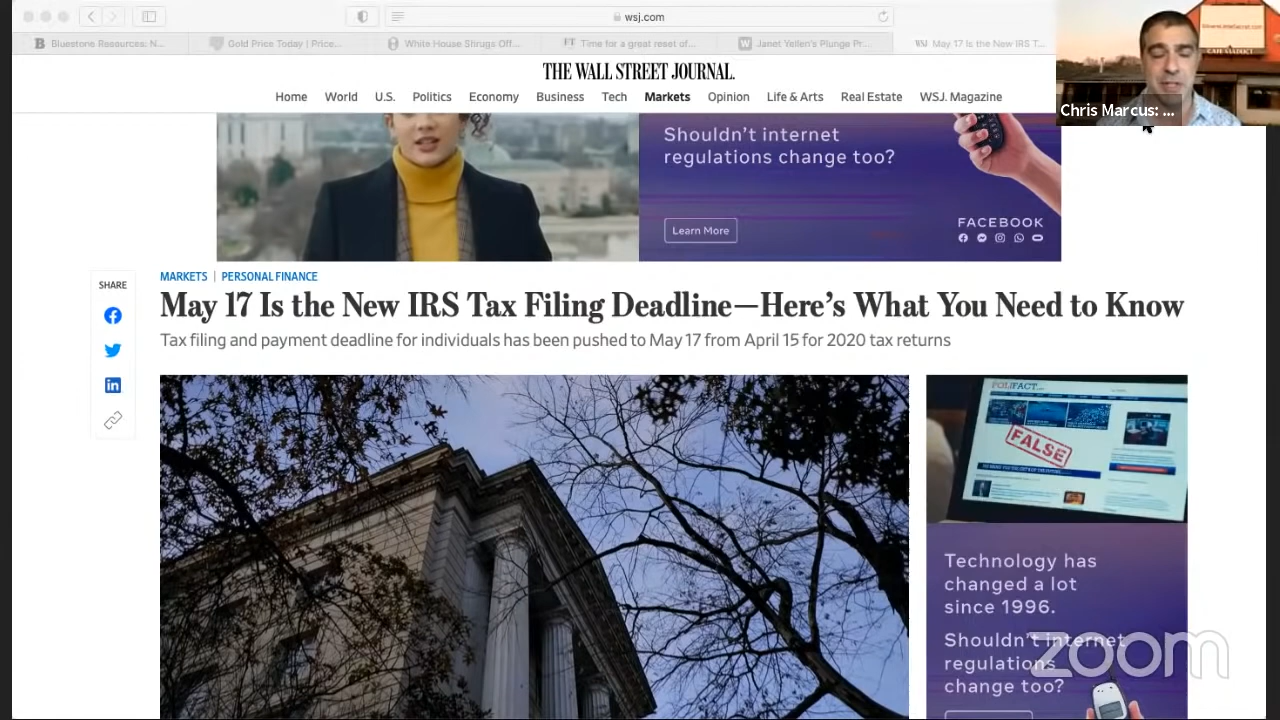 wsj.com
Bluestone Resources: N...
Gold Price Today | Price...
White House Shrugs Off...
FT
Time for a great reset of...
W
Janet Yellen's Plunge Pr...
WSJ
May 17 Is the New IRS T...
THE WALL STREET JOURNAL.
Home World U.S. Politics Economy Business Tech Markets Opinion Life & Arts Real Estate WSJ. Magazine
CAFE VIADUCT
Chris Marcus: ...
Shouldn't internet
regulations change too?
Learn More
FACEBOOK
MARKETS | PERSONAL FINANCE
SHARE
May 17 Is the New IRS Tax Filing Deadline—Here's What You Need to Know
Tax filing and payment deadline for individuals has been pushed to May 17 from April 15 for 2020 tax returns
FALSE
Technology has
changed a lot
since 1996.
Shouldn't internet
regulations
change too?
zoom